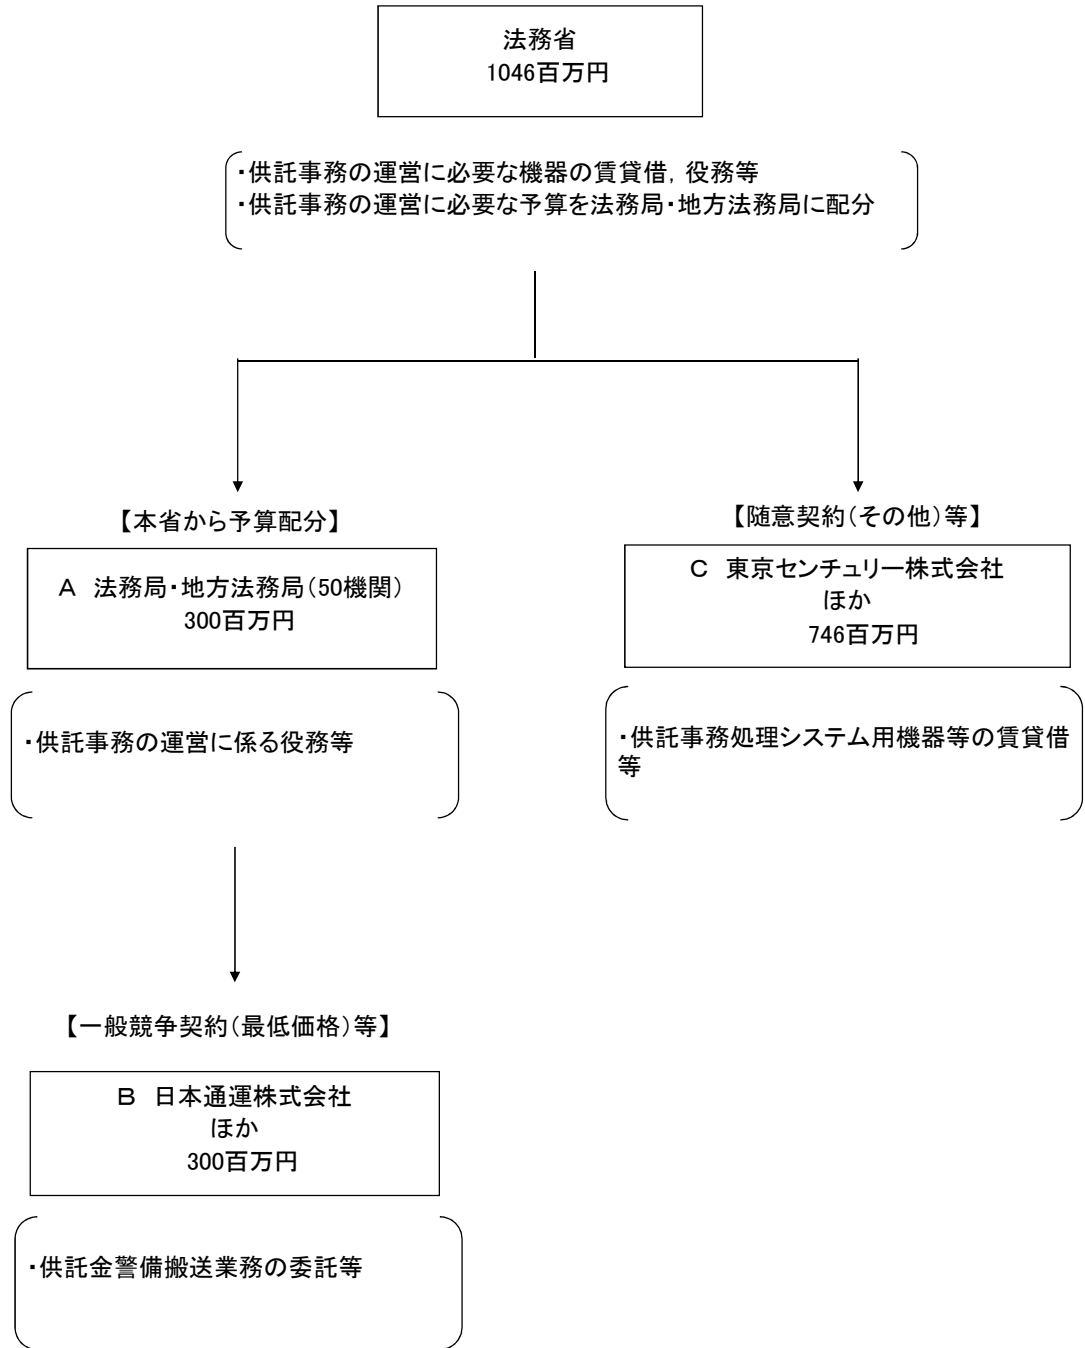 法務省
1046百万円
・供託事務の運営に必要な機器の賃貸借，役務等
・供託事務の運営に必要な予算を法務局・地方法務局に配分
【本省から予算配分】
A 法務局・地方法務局（50機関）
300百万円
・供託事務の運営に係る役務等
【随意契約（その他）等】
C 東京センチュリー株式会社
ほか
746百万円
・供託事務処理システム用機器等の賃貸借
等
【一般競争契約（最低価格）等】
B 日本通運株式会社
ほか
300百万円
・供託金警備搬送業務の委託等